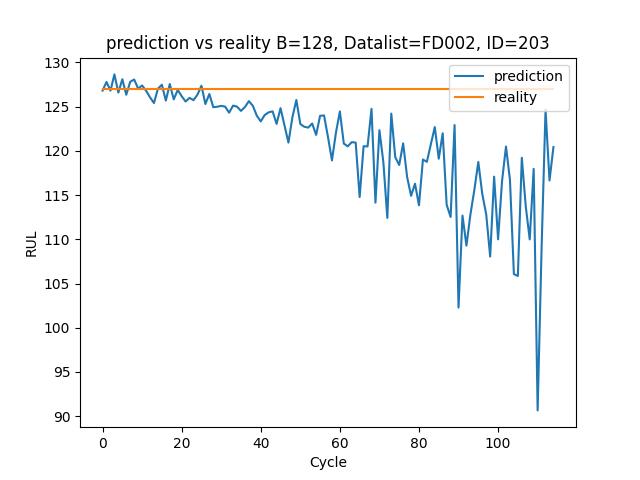 prediction vs reality B=128, Datalist=FD002, ID=203
prediction
reality
130
125
120
115
110
105
100
95
90
RUL
0 20 40 60 80 100
Cycle